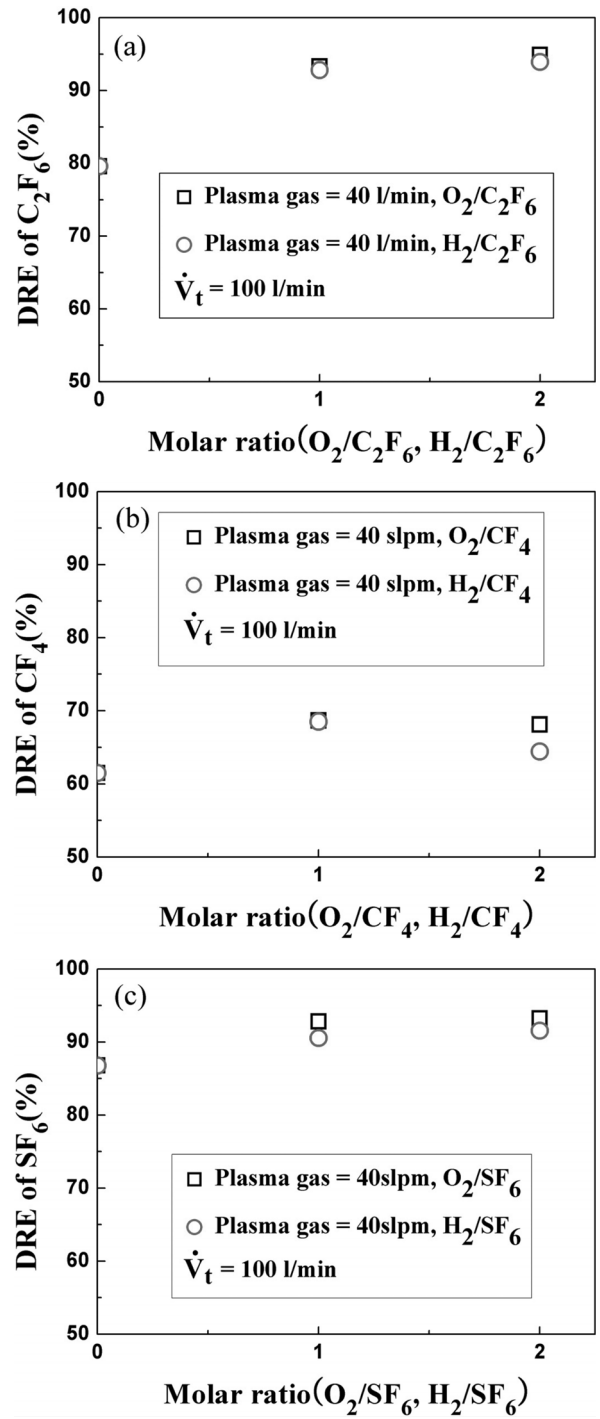 (a)
100
90
80
70
60
50
DRE of C2F6(%)
Plasma gas = 40 l/min, O2/C2F6
Plasma gas = 40 l/min, H2/C2F6
V̇t = 100 l/min
0 1 2
Molar ratio(O2/C2F6, H2/C2F6)
(b)
100
90
80
70
60
50
DRE of CF4(%)
Plasma gas = 40 slpm, O2/CF4
Plasma gas = 40 slpm, H2/CF4
V̇t = 100 l/min
0 1 2
Molar ratio(O2/CF4, H2/CF4)
(c)
100
90
80
70
60
50
DRE of SF6(%)
Plasma gas = 40slpm, O2/SF6
Plasma gas = 40slpm, H2/SF6
V̇t = 100 l/min
0 1 2
Molar ratio(O2/SF6, H2/SF6)